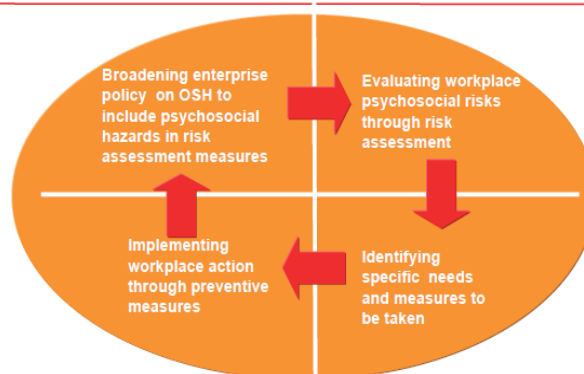 Broadening enterprise
policy on OSH to
include psychosocial
hazards in risk
assessment measures
Evaluating workplace
psychosocial risks
through risk
assessment
Identifying
specific needs
and measures to
be taken
Implementing
workplace action
through preventive
measures